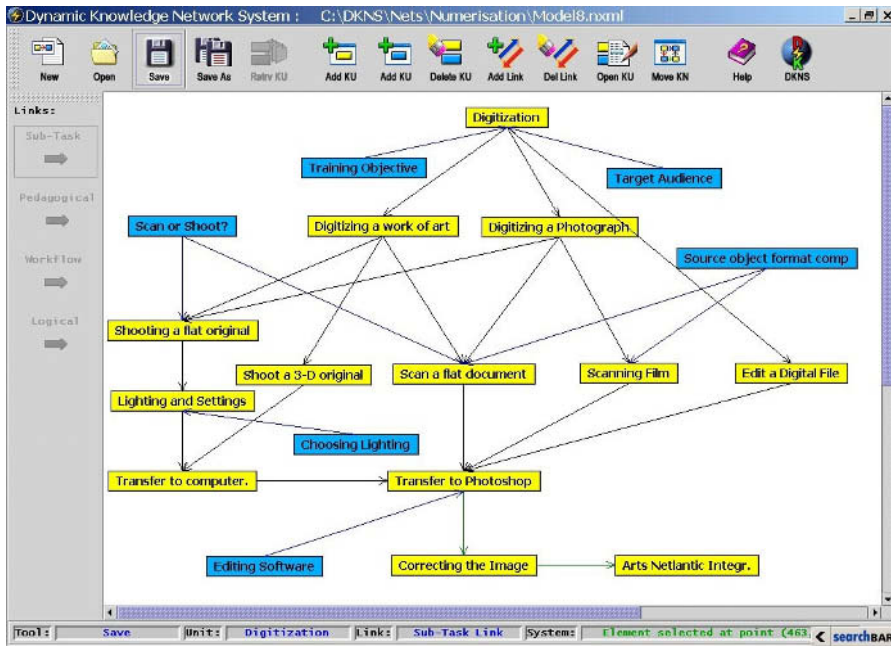 Dynamic Knowledge Network System : C:\DKNS\Nets\Numerisation\Model8.nxml
New Open Save Save As Retrv KU Add KU Add KU Delete KU Add Link Del Link Open KU Move KN Help DKNS
Links:
Sub-Task
Pedagogical
Workflow
Logical
Digitization
Training Objective
Target Audience
Scan or Shoot?
Digitizing a work of art
Digitizing a Photograph
Source object format comp
Shooting a flat original
Shoot a 3-D original
Scan a flat document
Scanning Film
Edit a Digital File
Lighting and Settings
Choosing Lighting
Transfer to computer.
Transfer to Photoshop
Editing Software
Correcting the Image
Arts Netlantic Integr.
Tool: Save Unit: Digitization Link: Sub-Task Link System: Element selected at point (463, searchBAR